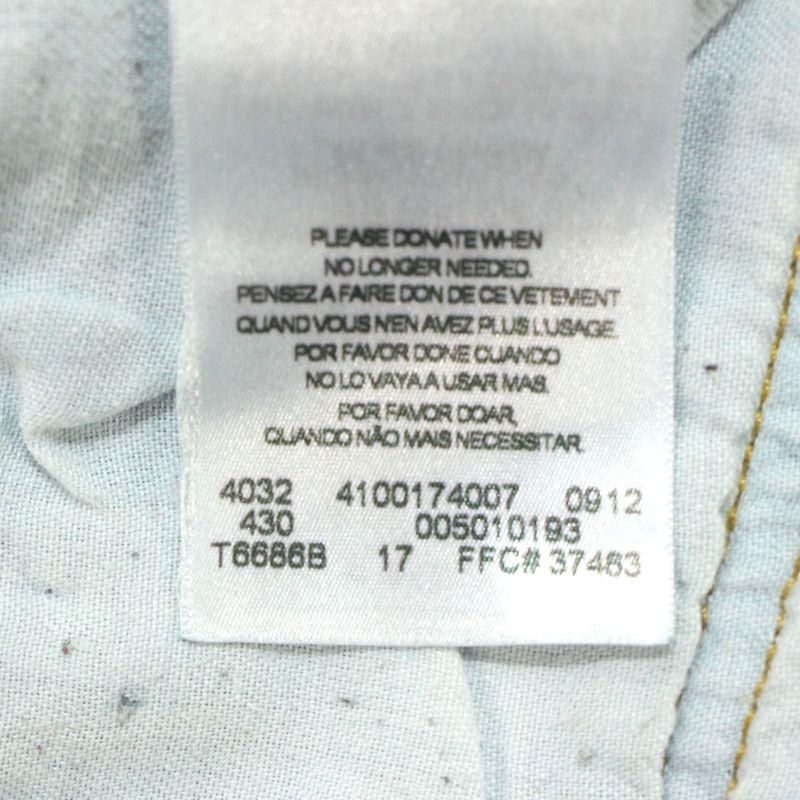 PLEASE DONATE WHEN
NO LONGER NEEDED.
PENSEZ A FAIRE DON DE CE VETEMENT
QUAND VOUS N'EN AVEZ PLUS L'USAGE.
POR FAVOR DONE CUANDO
NO LO VAYA A USAR MAS.
POR FAVOR DOAR,
QUANDO NÃO MAIS NECESSITAR.
4032 4100174007 0912
430 005010193
T6686B 17 FFC# 37463